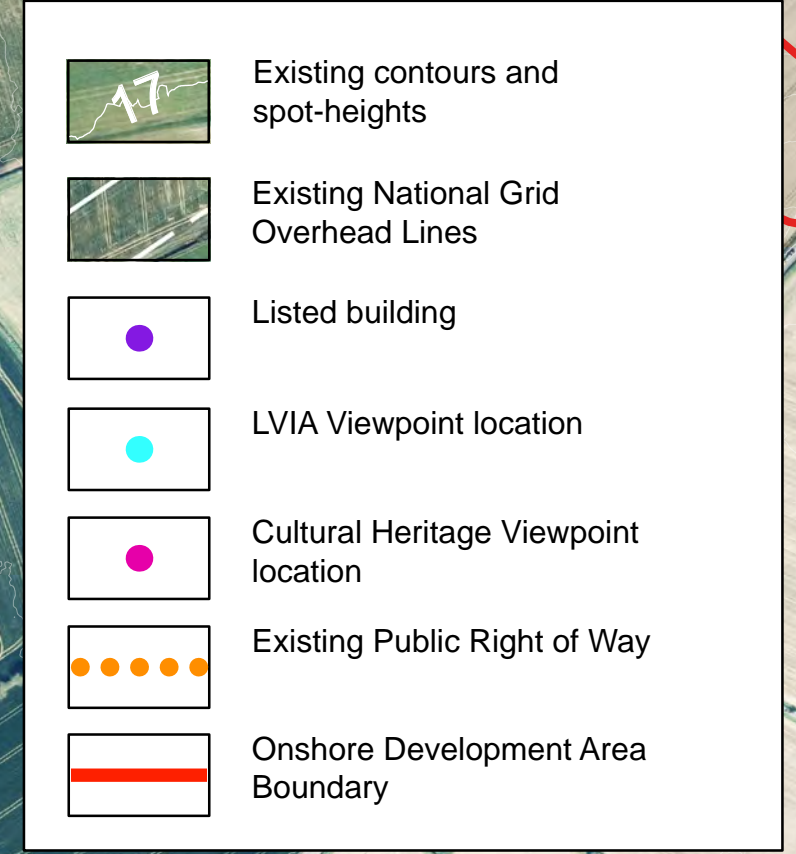 17
Existing contours and
spot-heights
Existing National Grid
Overhead Lines
Listed building
LVIA Viewpoint location
Cultural Heritage Viewpoint
location
Existing Public Right of Way
Onshore Development Area
Boundary